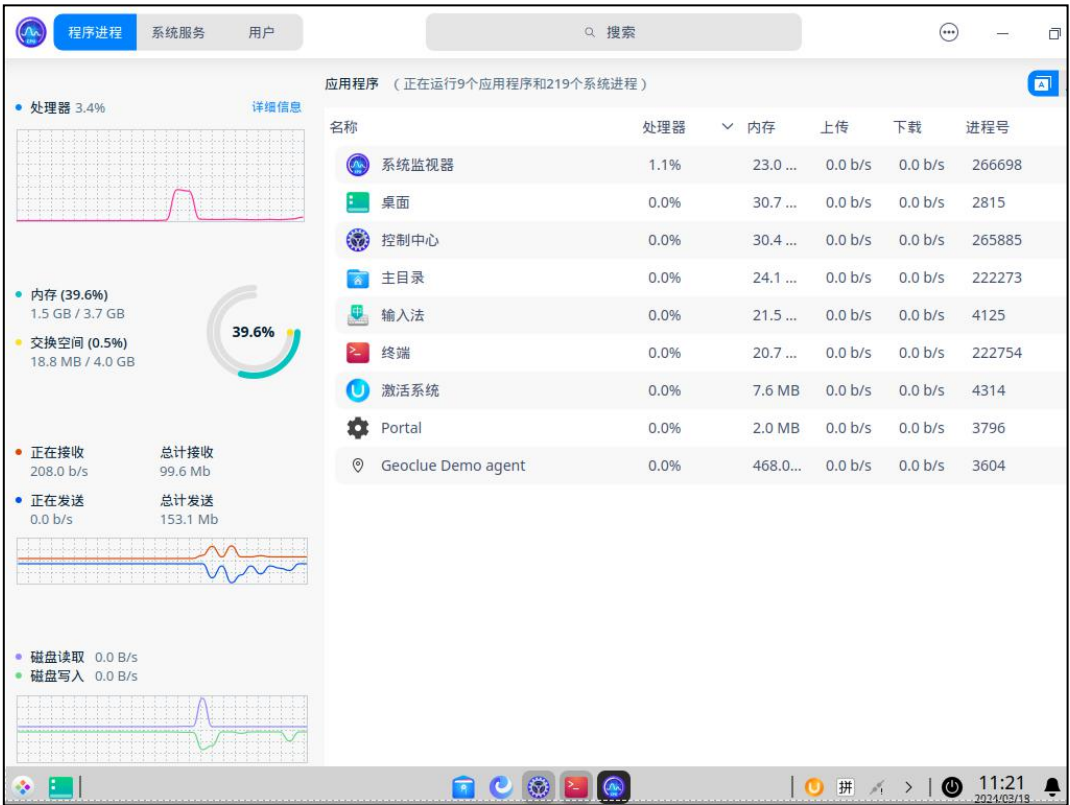 程序进程 系统服务 用户 搜索
应用程序 （正在运行9个应用程序和219个系统进程）
处理器 3.4% 详细信息
名称 处理器 内存 上传 下载 进程号
系统监视器 1.1% 23.0 ... 0.0 b/s 0.0 b/s 266698
桌面 0.0% 30.7 ... 0.0 b/s 0.0 b/s 2815
控制中心 0.0% 30.4 ... 0.0 b/s 0.0 b/s 265885
主目录 0.0% 24.1 ... 0.0 b/s 0.0 b/s 222273
输入法 0.0% 21.5 ... 0.0 b/s 0.0 b/s 4125
终端 0.0% 20.7 ... 0.0 b/s 0.0 b/s 222754
激活系统 0.0% 7.6 MB 0.0 b/s 0.0 b/s 4314
Portal 0.0% 2.0 MB 0.0 b/s 0.0 b/s 3796
Geoclue Demo agent 0.0% 468.0... 0.0 b/s 0.0 b/s 3604
内存 (39.6%)
1.5 GB / 3.7 GB
39.6%
交换空间 (0.5%)
18.8 MB / 4.0 GB
正在接收 总计接收
208.0 b/s 99.6 Mb
正在发送 总计发送
0.0 b/s 153.1 Mb
磁盘读取 0.0 B/s
磁盘写入 0.0 B/s
拼 11:21
2024/03/18